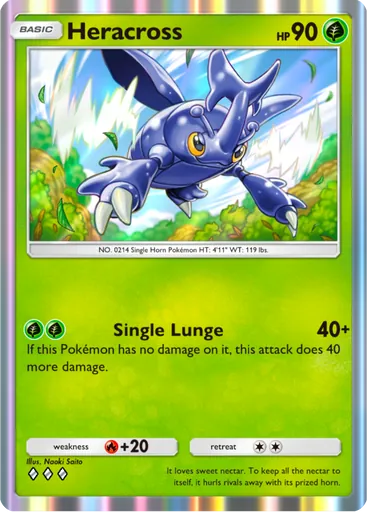 BASIC Heracross HP 90
NO. 0214 Single Horn Pokémon HT: 4'11" WT: 119 lbs.
Single Lunge 40+
If this Pokémon has no damage on it, this attack does 40
more damage.
weakness +20 retreat
Illus. Naoki Saito
It loves sweet nectar. To keep all the nectar to
itself, it hurls rivals away with its prized horn.